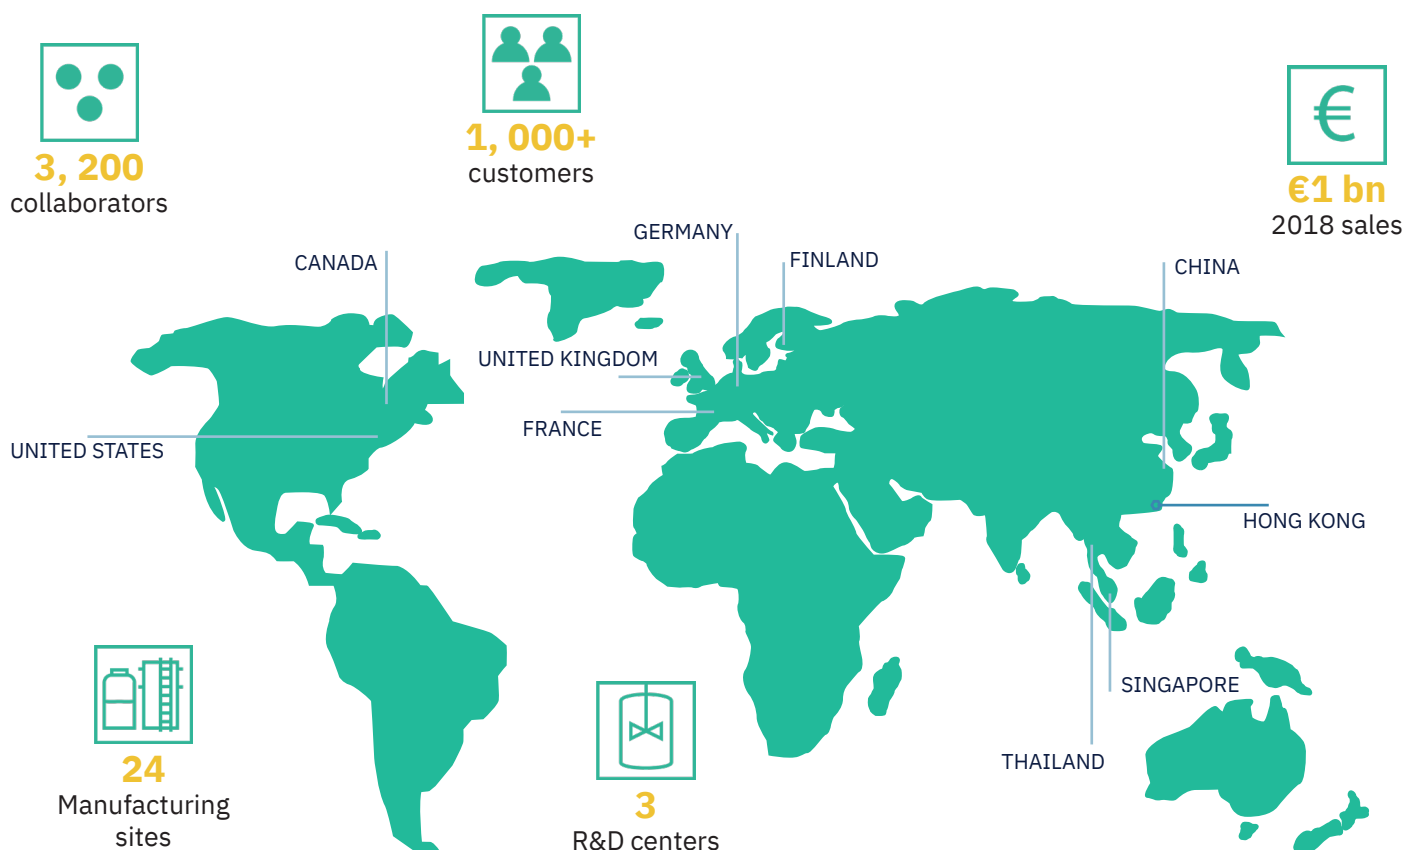 1, 000+
customers
3, 200
collaborators
€
€1 bn
2018 sales
GERMANY
CANADA
FINLAND
CHINA
UNITED KINGDOM
FRANCE
UNITED STATES
HONG KONG
SINGAPORE
THAILAND
24
Manufacturing
sites
3
R&D centers